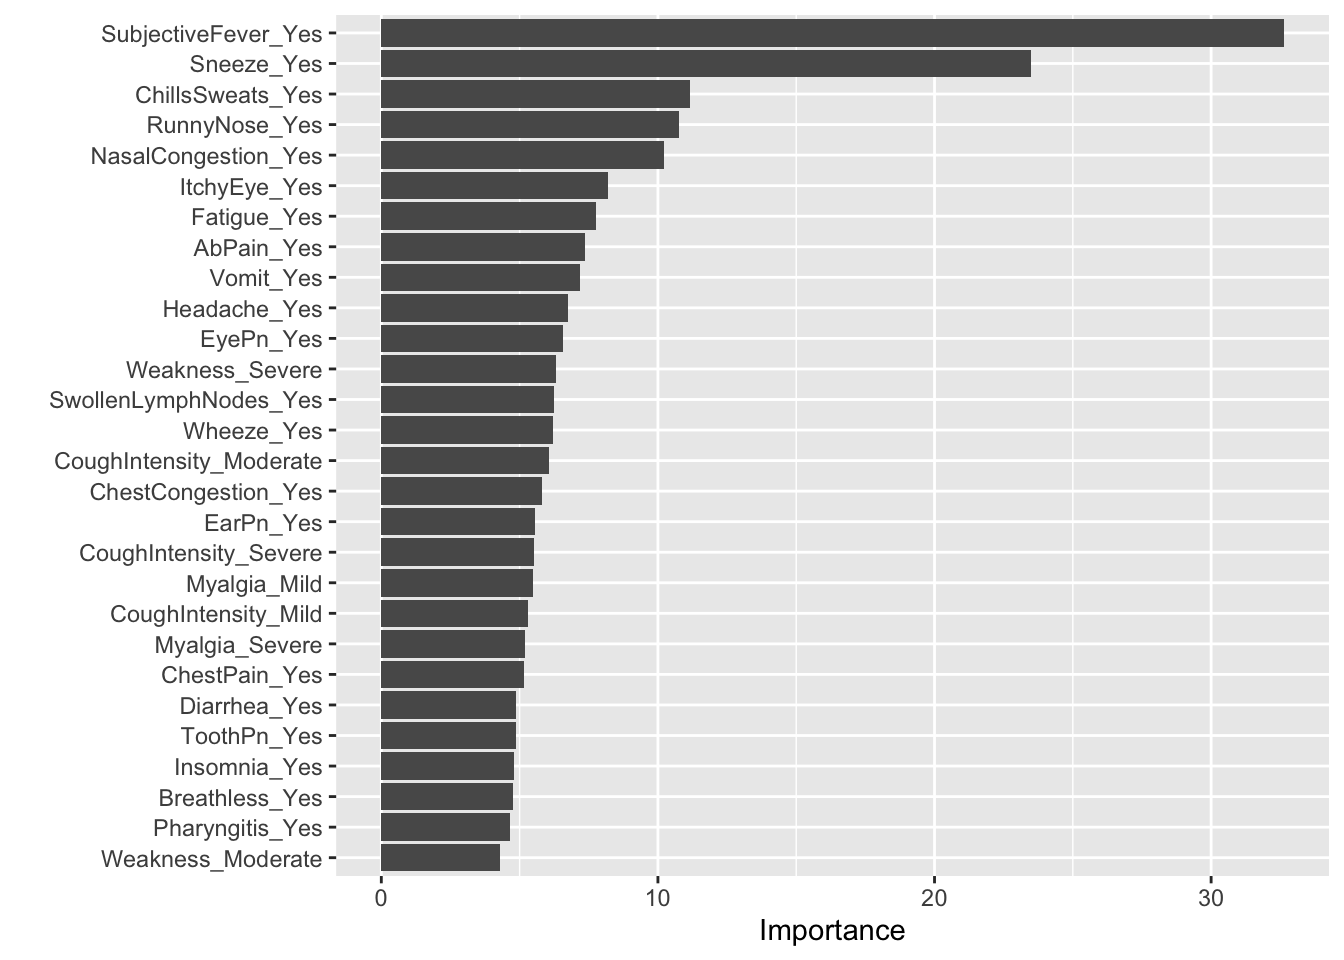 SubjectiveFever_Yes
Sneeze_Yes
ChillsSweats_Yes
RunnyNose_Yes
NasalCongestion_Yes
ItchyEye_Yes
Fatigue_Yes
AbPain_Yes
Vomit_Yes
Headache_Yes
EyePn_Yes
Weakness_Severe
SwollenLymphNodes_Yes
Wheeze_Yes
CoughIntensity_Moderate
ChestCongestion_Yes
EarPn_Yes
CoughIntensity_Severe
Myalgia_Mild
CoughIntensity_Mild
Myalgia_Severe
ChestPain_Yes
Diarrhea_Yes
ToothPn_Yes
Insomnia_Yes
Breathless_Yes
Pharyngitis_Yes
Weakness_Moderate
0 10 20 30
Importance